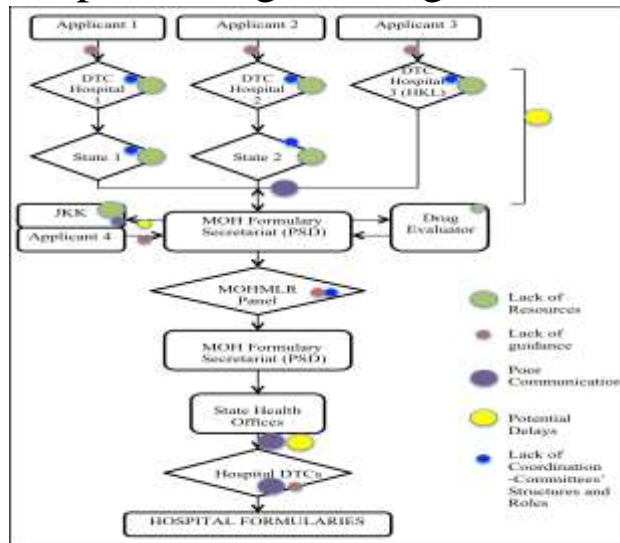 Applicant 1
Applicant 2
Applicant 3
DTC
Hospital
1
DTC
Hospital
2
DTC
Hospital
3 (HKL)
State 1
State 2
JKK
Applicant 4
MOH Formulary
Secretariat (PSD)
Drug
Evaluator
MOHMLR
Panel
MOH Formulary
Secretariat (PSD)
State Health
Offices
Hospital DTCs
HOSPITAL FORMULARIES
Lack of
Resources
Lack of
guidance
Poor
Communication
Potential
Delays
Lack of
Coordination
-Committees'
Structures and
Roles